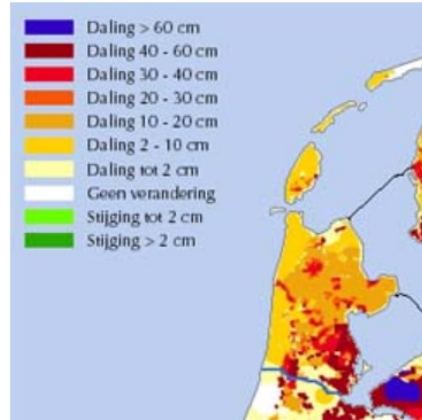 Daling > 60 cm
Daling 40 - 60 cm
Daling 30 - 40 cm
Daling 20 - 30 cm
Daling 10 - 20 cm
Daling 2 - 10 cm
Daling tot 2 cm
Geen verandering
Stijging tot 2 cm
Stijging > 2 cm